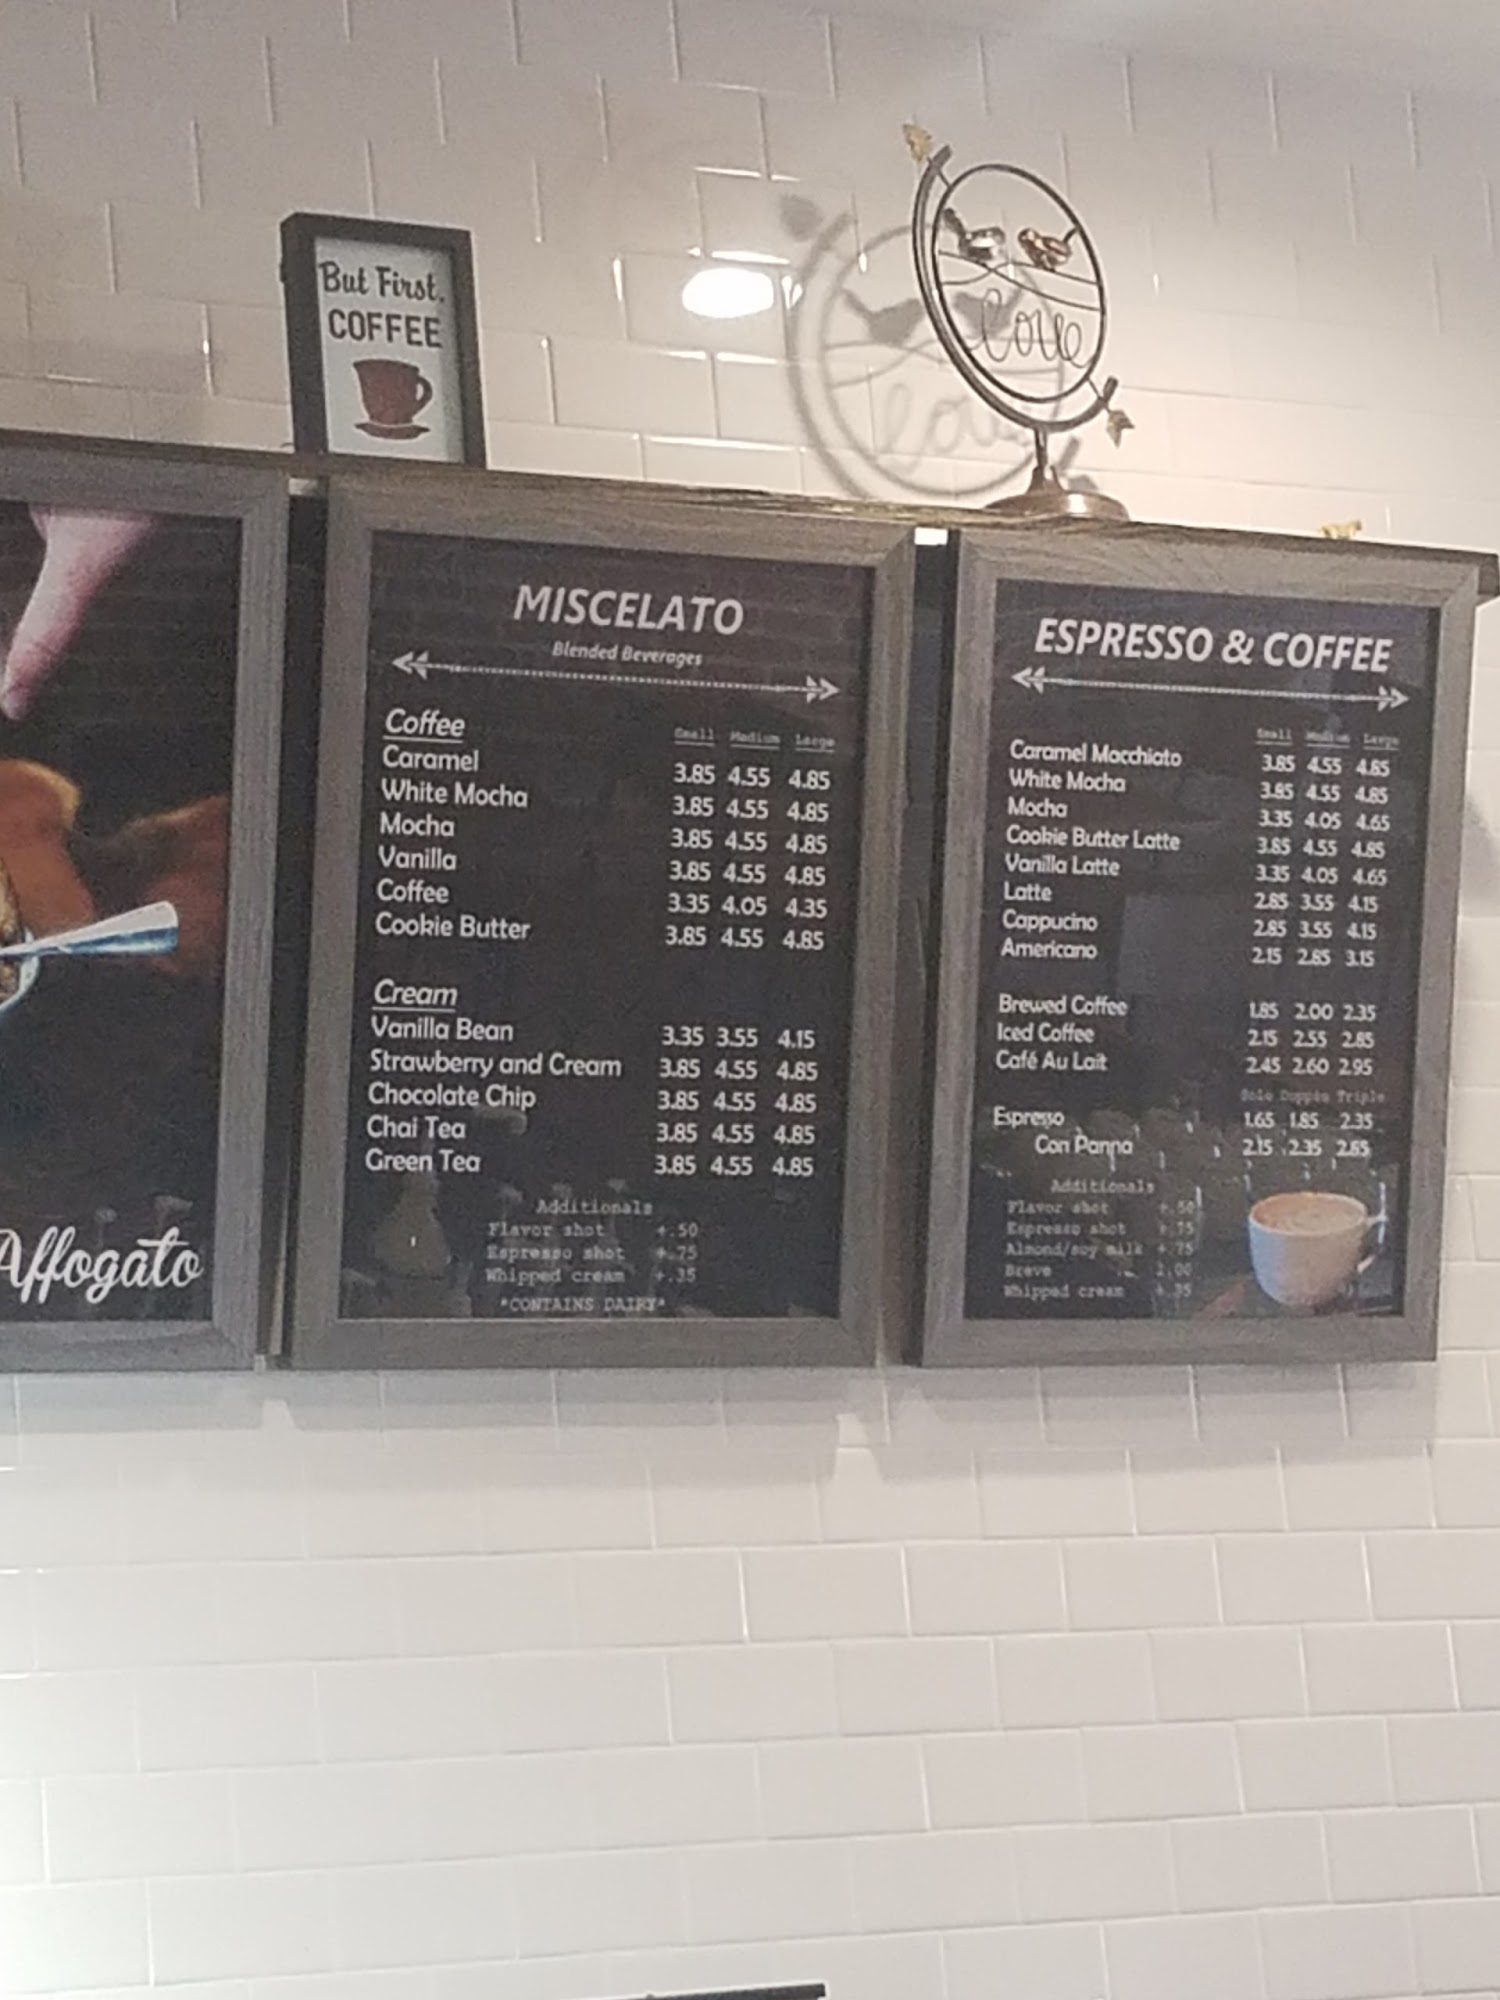 But First,
COFFEE
Love
Affogato
MISCELATO
Blended Beverages
Coffee Small Medium Large
Caramel 3.85 4.55 4.85
White Mocha 3.85 4.55 4.85
Mocha 3.85 4.55 4.85
Vanilla 3.85 4.55 4.85
Coffee 3.35 4.05 4.35
Cookie Butter 3.85 4.55 4.85
Cream
Vanilla Bean 3.35 3.55 4.15
Strawberry and Cream 3.85 4.55 4.85
Chocolate Chip 3.85 4.55 4.85
Chai Tea 3.85 4.55 4.85
Green Tea 3.85 4.55 4.85
Additionals
Flavor shot +.50
Espresso shot +.75
Whipped cream +.35
*CONTAINS DAIRY*
ESPRESSO & COFFEE
Small Medium Large
Caramel Macchiato 3.85 4.55 4.85
White Mocha 3.85 4.55 4.85
Mocha 3.35 4.05 4.65
Cookie Butter Latte 3.85 4.55 4.85
Vanilla Latte 3.35 4.05 4.65
Latte 2.85 3.55 4.15
Cappucino 2.85 3.55 4.15
Americano 2.15 2.85 3.15
Brewed Coffee 1.85 2.00 2.35
Iced Coffee 2.15 2.55 2.85
Café Au Lait 2.45 2.60 2.95
Solo Doppio Triple
Espresso 1.65 1.85 2.35
Con Panna 2.15 2.35 2.85
Additionals
Flavor shot +.50
Espresso shot +.75
Almond/soy milk +.75
Breve 1.00
Whipped cream +.35